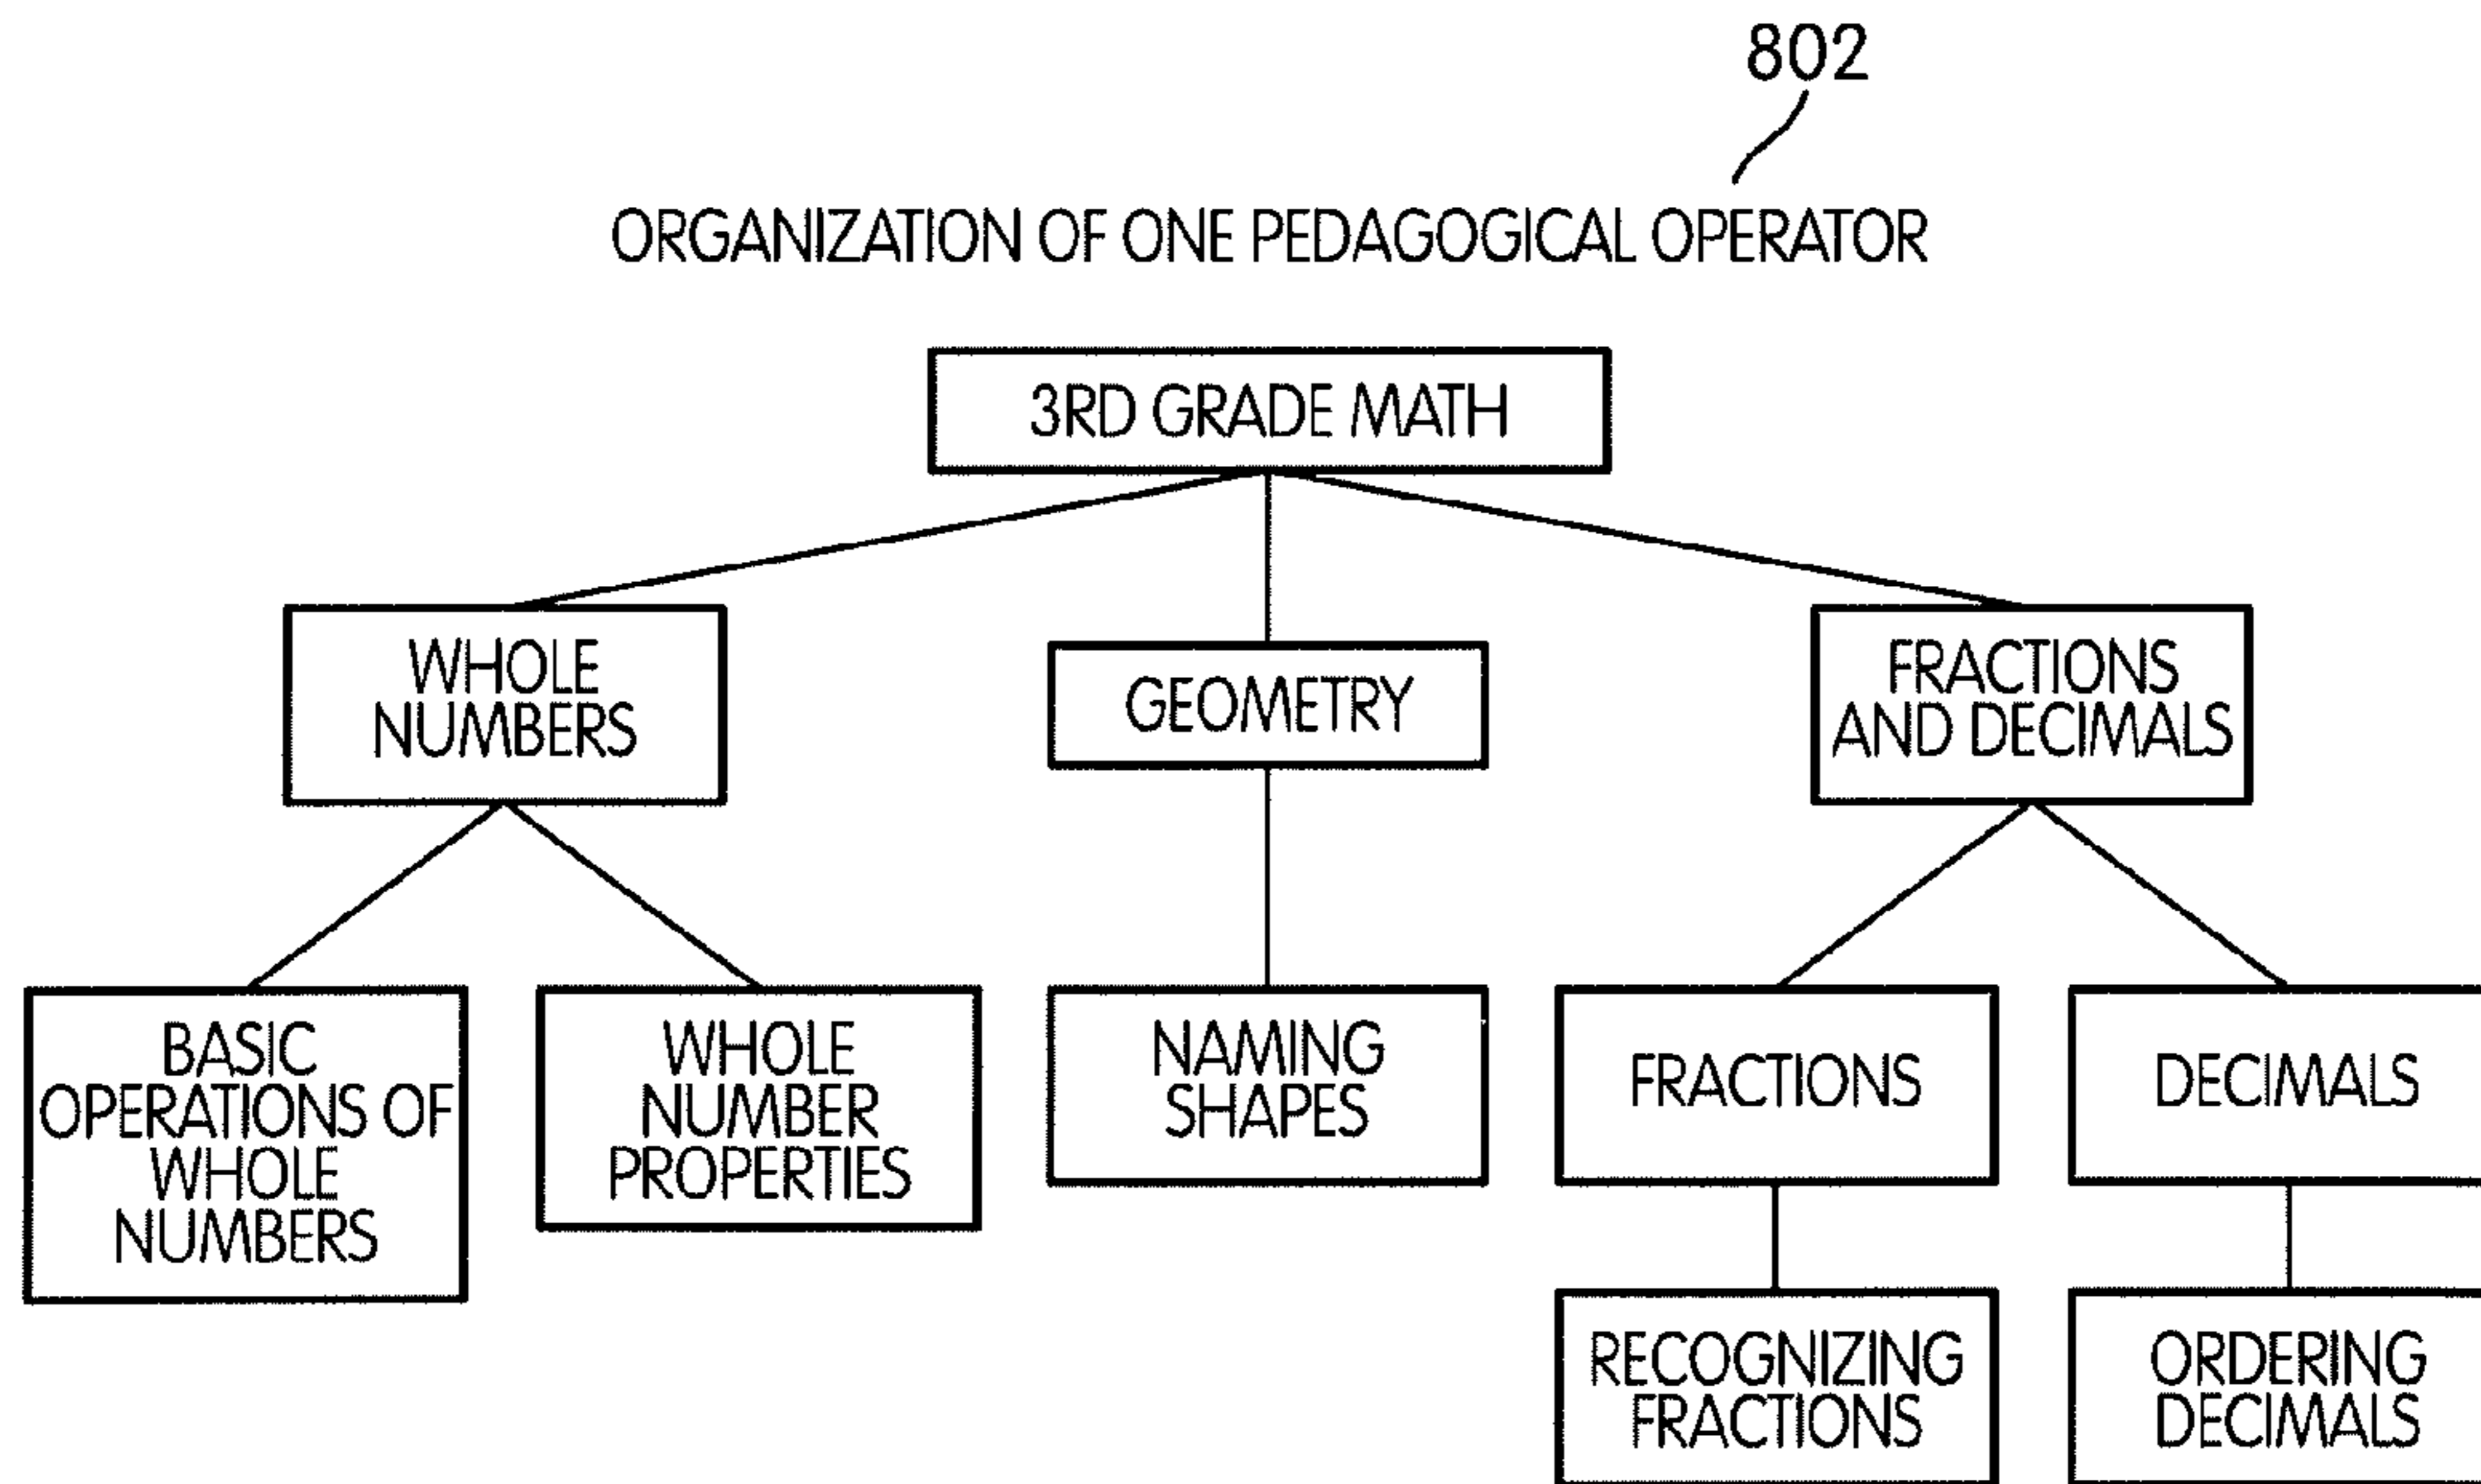 802
ORGANIZATION OF ONE PEDAGOGICAL OPERATOR
3RD GRADE MATH
WHOLE
NUMBERS
GEOMETRY
FRACTIONS
AND DECIMALS
BASIC
OPERATIONS OF
WHOLE
NUMBERS
WHOLE
NUMBER
PROPERTIES
NAMING
SHAPES
FRACTIONS
DECIMALS
RECOGNIZING
FRACTIONS
ORDERING
DECIMALS